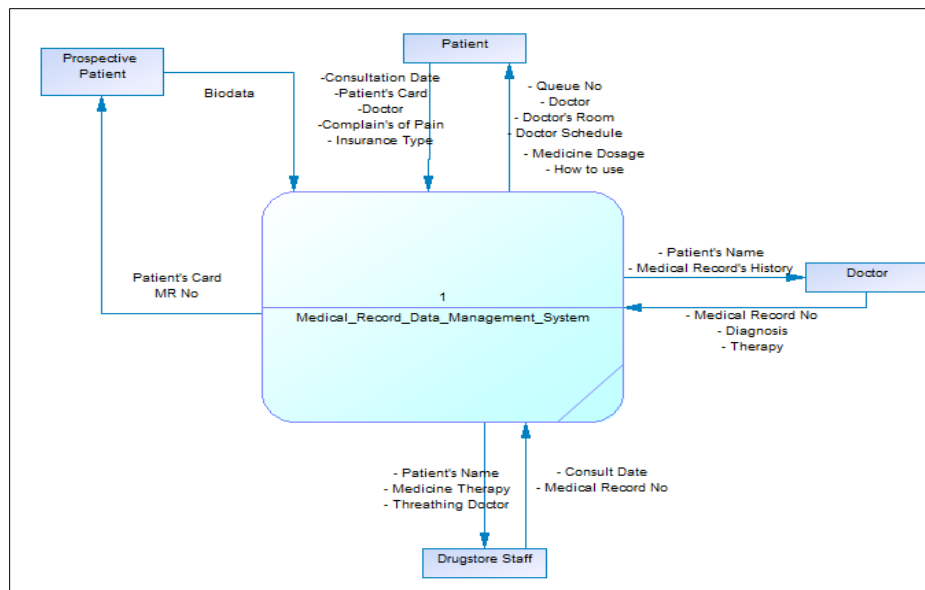 Prospective
Patient
Patient
Biodata
-Consultation Date
-Patient's Card
-Doctor
-Complain's of Pain
- Insurance Type
- Queue No
- Doctor
- Doctor's Room
- Doctor Schedule
- Medicine Dosage
- How to use
Patient's Card
MR No
- Patient's Name
- Medical Record's History
Doctor
1
Medical_Record_Data_Management_System
- Medical Record No
- Diagnosis
- Therapy
- Patient's Name
- Medicine Therapy
- Threathing Doctor
- Consult Date
- Medical Record No
Drugstore Staff